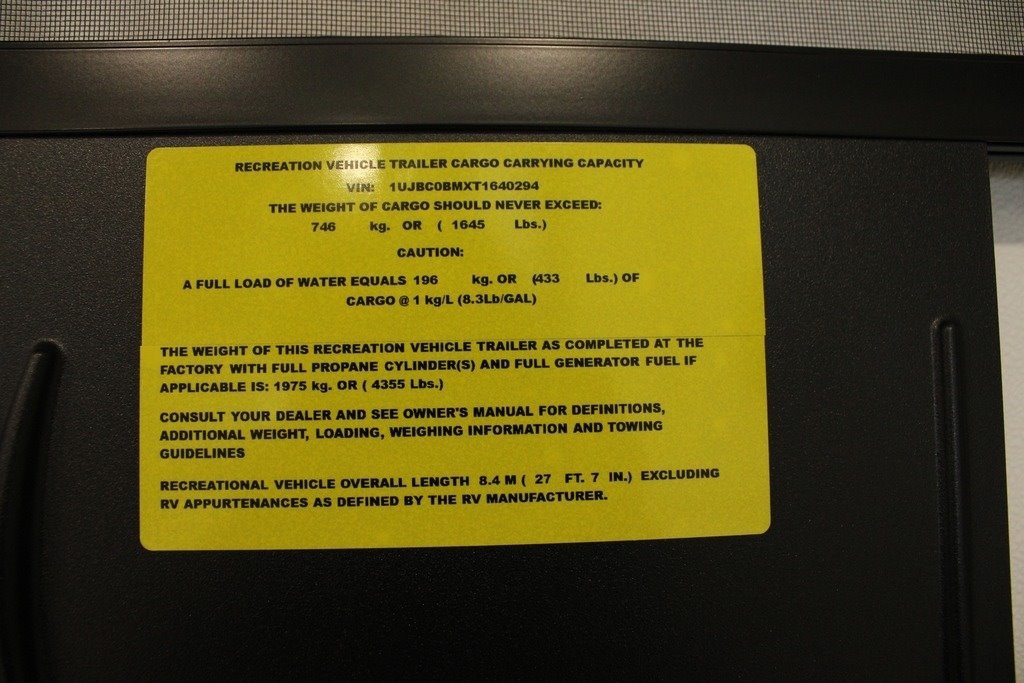 RECREATION VEHICLE TRAILER CARGO CARRYING CAPACITY
VIN: 1UJBC0BMXT1640294
THE WEIGHT OF CARGO SHOULD NEVER EXCEED:
746 kg. OR ( 1645 Lbs.)
CAUTION:
A FULL LOAD OF WATER EQUALS 196 kg. OR (433 Lbs.) OF
CARGO @ 1 kg/L (8.3Lb/GAL)
THE WEIGHT OF THIS RECREATION VEHICLE TRAILER AS COMPLETED AT THE
FACTORY WITH FULL PROPANE CYLINDER(S) AND FULL GENERATOR FUEL IF
APPLICABLE IS: 1975 kg. OR ( 4355 Lbs.)
CONSULT YOUR DEALER AND SEE OWNER'S MANUAL FOR DEFINITIONS,
ADDITIONAL WEIGHT, LOADING, WEIGHING INFORMATION AND TOWING
GUIDELINES
RECREATIONAL VEHICLE OVERALL LENGTH 8.4 M ( 27 FT. 7 IN.) EXCLUDING
RV APPURTENANCES AS DEFINED BY THE RV MANUFACTURER.